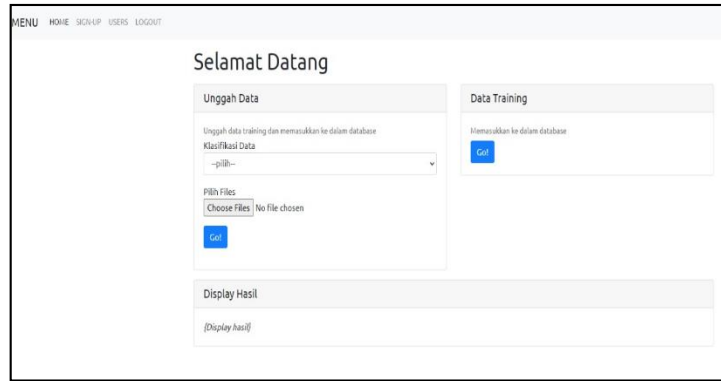 MENU HOME SIGN-UP USERS LOGOUT
Selamat Datang
Unggah Data
Unggah data training dan memasukkan ke dalam database
Klasifikasi Data
--pilih--
Pilih Files
Choose Files No file chosen
Go!
Data Training
Memasukkan ke dalam database
Go!
Display Hasil
{Display hasil}